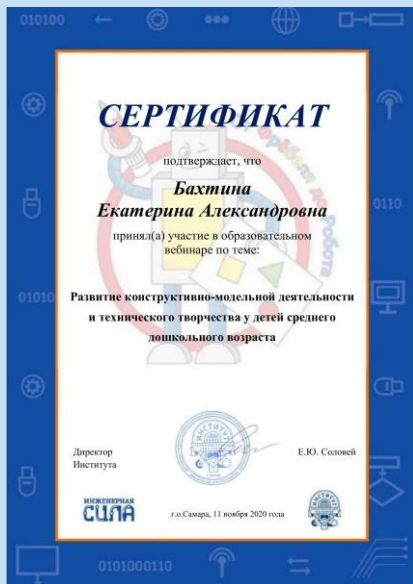 010100
СЕРТИФИКАТ
подтверждает, что
Бахтина
Екатерина Александровна
принял(а) участие в образовательном
вебинаре по теме:
0110
01010
Развитие конструктивно-модельной деятельности
и технического творчества у детей среднего
дошкольного возраста
Директор
Института
Е.Ю. Соловей
ИНЖЕНЕРНАЯ
СИЛА
г.о.Самара, 11 ноября 2020 года
0101000110